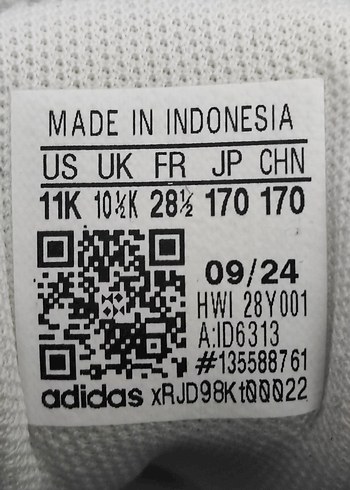 MADE IN INDONESIA
US UK FR JP CHN
11K 10½K 28½ 170 170
09/24
HWI 28Y001
A:ID6313
#135588761
adidas xRJD98Kt00022